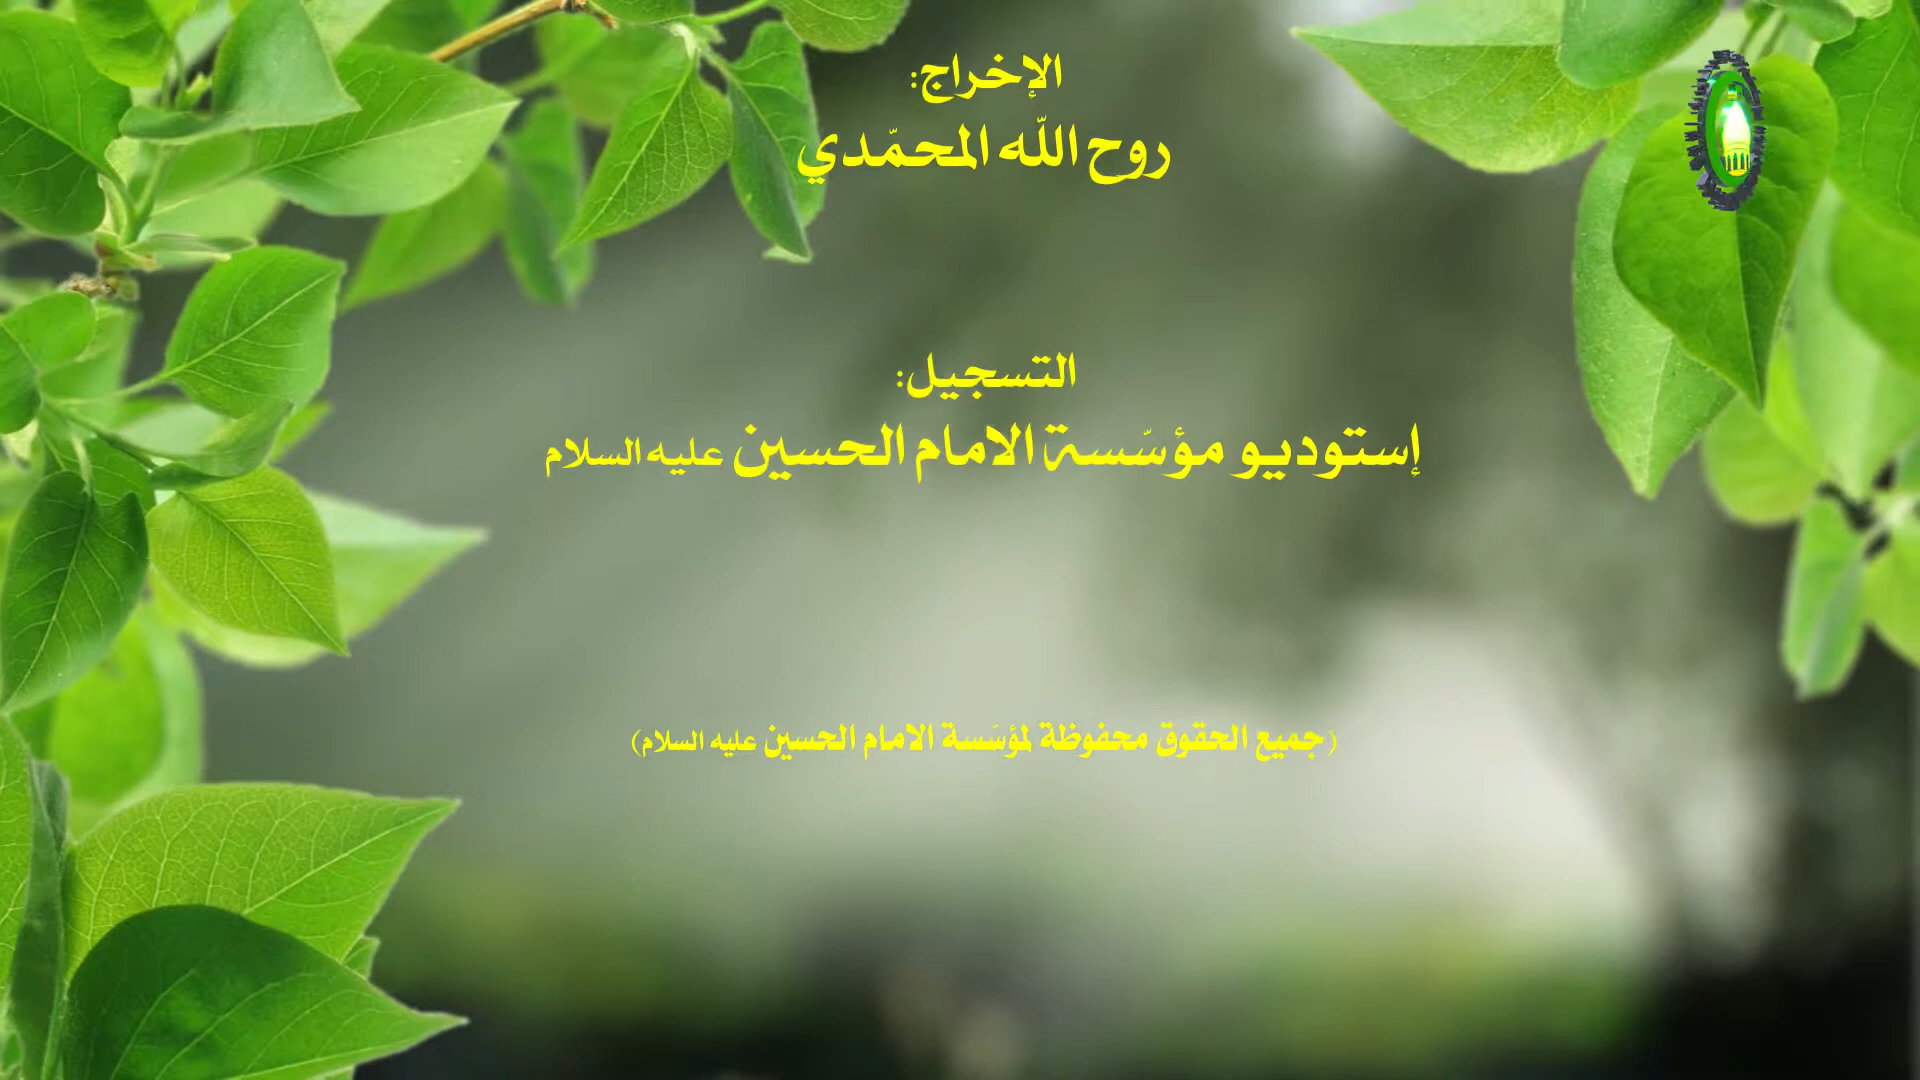 الإخراج:
روح اللّه المحمّدي
التسجيل:
إستوديو مؤسّسة الامام الحسين عليه السلام
(جميع الحقوق محفوظة لمؤسَسة الامام الحسين عليه السلام)